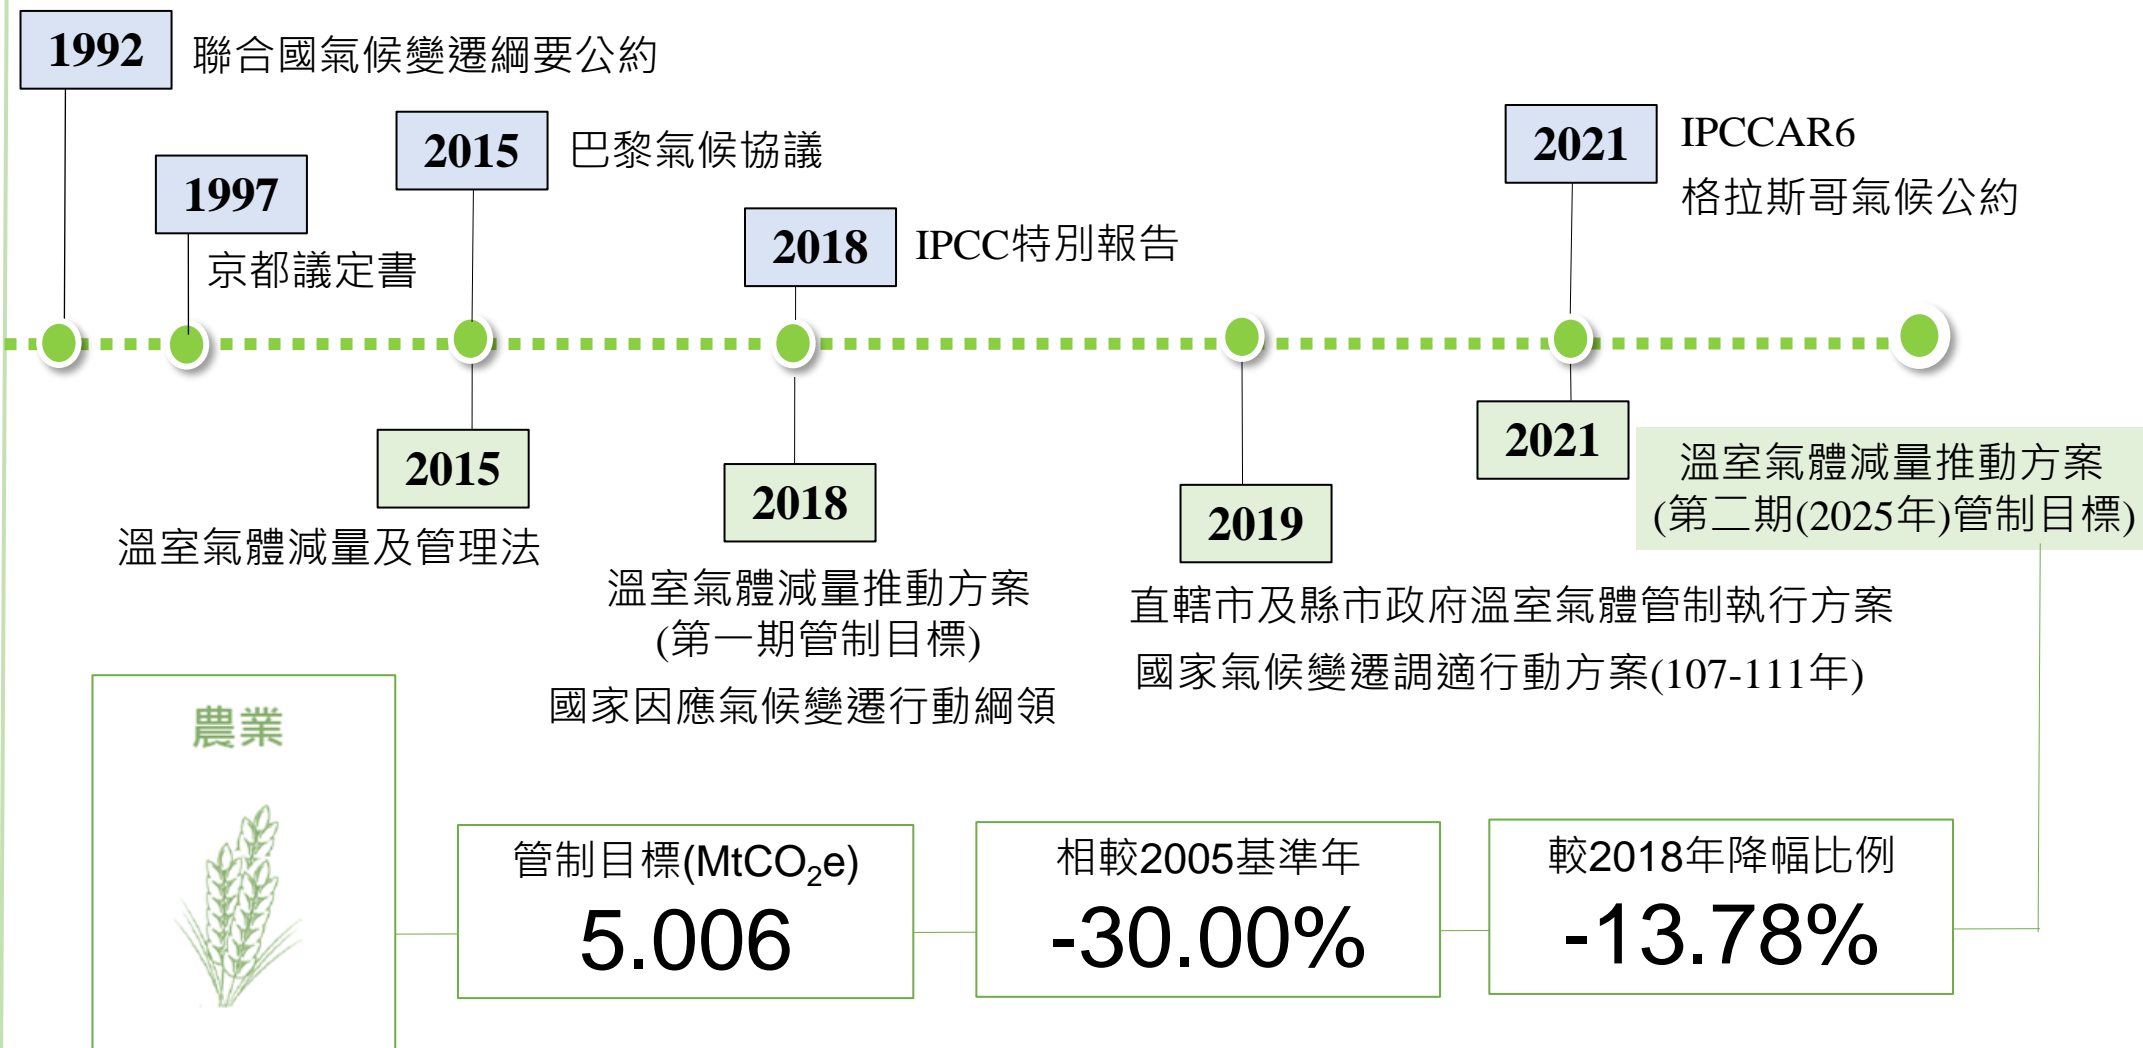 1992
聯合國氣候變遷綱要公約
1997
京都議定書
2015
巴黎氣候協議
2018
IPCC特別報告
2021
IPCCAR6
格拉斯哥氣候公約
2015
溫室氣體減量及管理法
2018
溫室氣體減量推動方案
(第一期管制目標)
國家因應氣候變遷行動綱領
2019
直轄市及縣市政府溫室氣體管制執行方案
國家氣候變遷調適行動方案(107-111年)
2021
溫室氣體減量推動方案
(第二期(2025年)管制目標)
農業
管制目標(MtCO₂e)
5.006
相較2005基準年
-30.00%
較2018年降幅比例
-13.78%